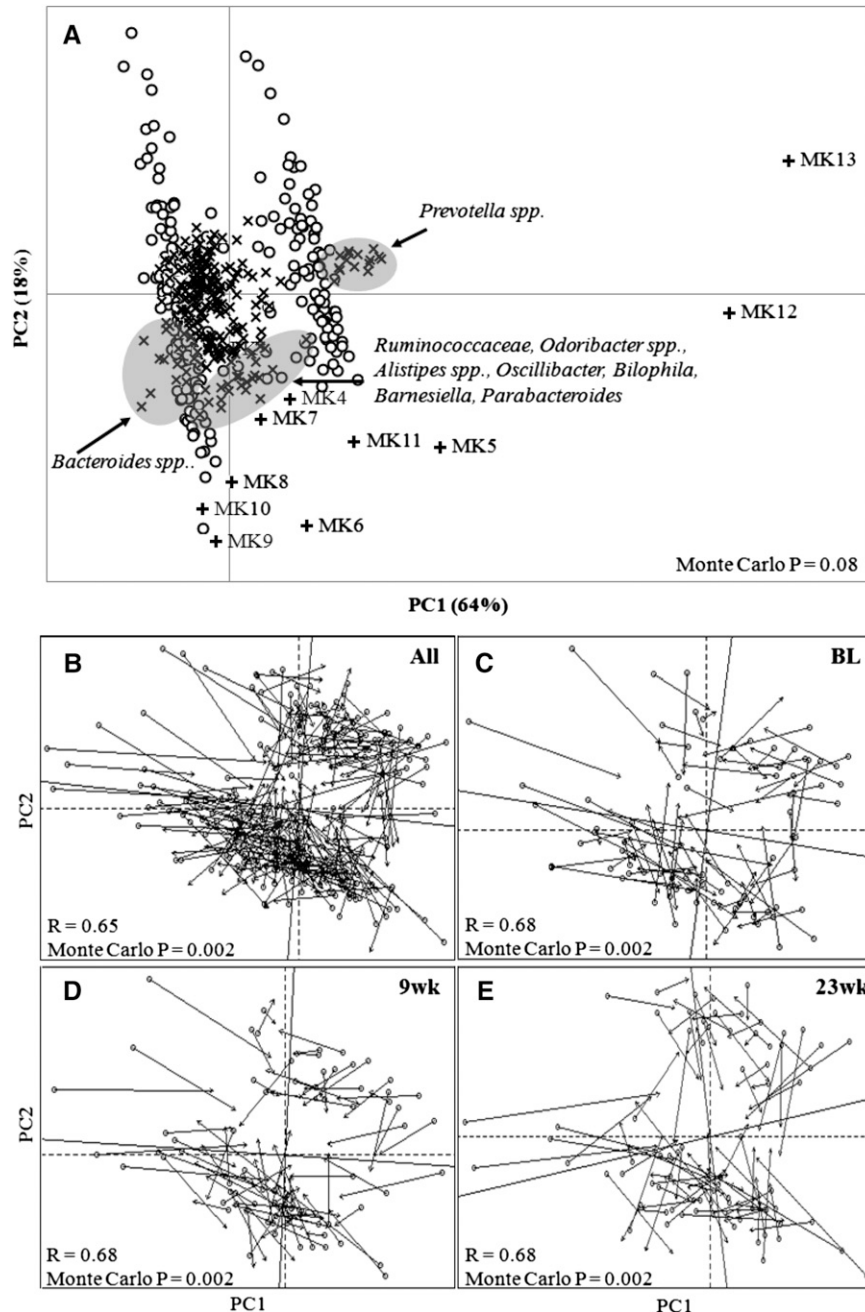 A
MK13
Prevotella spp.
MK12
PC2 (18%)
Ruminococcaceae, Odoribacter spp.,
Alistipes spp., Oscillibacter, Bilophila,
Barnesiella, Parabacteroides
MK4
MK7
MK11
MK5
Bacteroides spp..
MK8
MK10
MK6
MK9
Monte Carlo P = 0.08
PC1 (64%)
B
All
PC2
R = 0.65
Monte Carlo P = 0.002
C
BL
R = 0.68
Monte Carlo P = 0.002
D
9wk
PC2
R = 0.68
Monte Carlo P = 0.002
PC1
E
23wk
R = 0.68
Monte Carlo P = 0.002
PC1